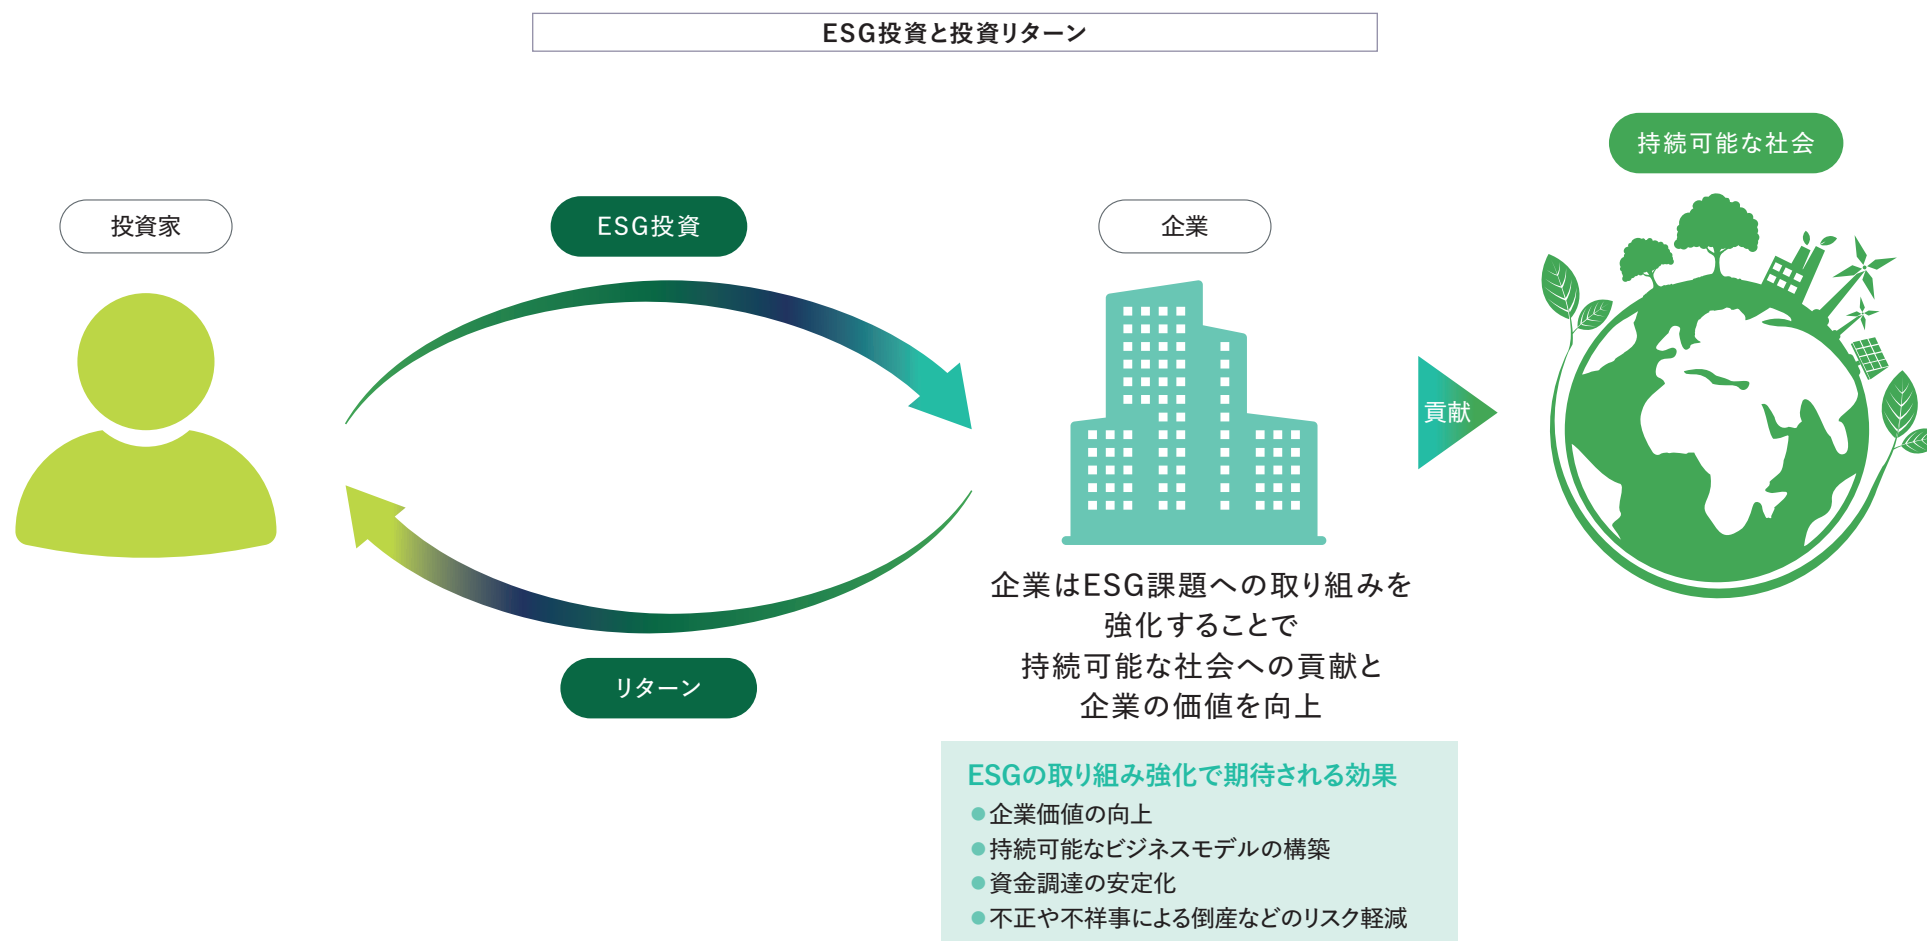 ESG投資と投資リターン
持続可能な社会
投資家
ESG投資
企業
貢献
リターン
企業はESG課題への取り組みを
強化することで
持続可能な社会への貢献と
企業の価値を向上
ESGの取り組み強化で期待される効果
●企業価値の向上
●持続可能なビジネスモデルの構築
●資金調達の安定化
●不正や不祥事による倒産などのリスク軽減